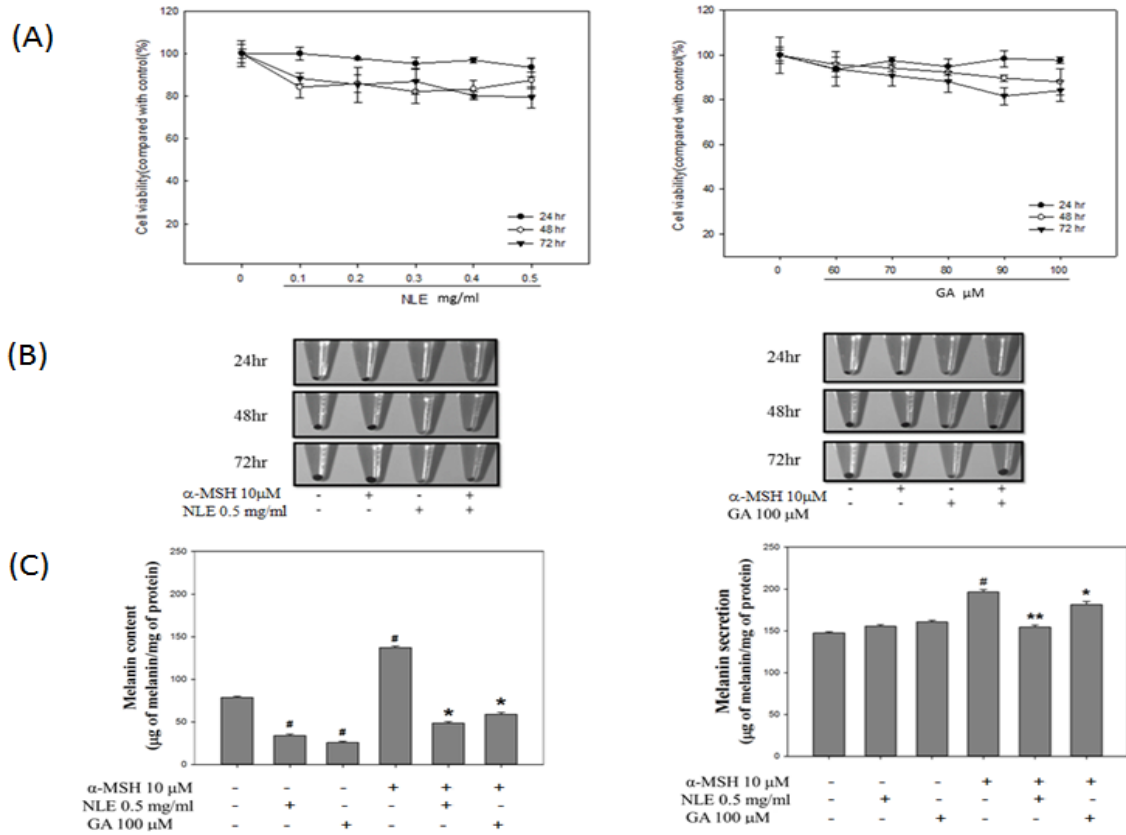 (A)
Cell viability(compared with control(%)
120
100
80
60
40
20
24 hr
48 hr
72 hr
0 0.1 0.2 0.3 0.4 0.5
NLE mg/ml
Cell viability(compared with control(%)
120
100
80
60
40
20
24 hr
48 hr
72 hr
0 60 70 80 90 100
GA μM
(B)
24hr
48hr
72hr
α-MSH 10μM - + - +
NLE 0.5 mg/ml - - + +
24hr
48hr
72hr
α-MSH 10μM - + - +
GA 100 μM - - + +
(C)
Melanin content
(μg of melanin/mg of protein)
250
200
150
100
50
0
# # # * *
α-MSH 10 μM - - - + + +
NLE 0.5 mg/ml - + - - + -
GA 100 μM - - + - - +
Melanin secretion
(μg of melanin/mg of protein)
250
200
150
100
50
0
# ** *
α-MSH 10 μM - - - + + +
NLE 0.5 mg/ml - + - - + -
GA 100 μM - - + - - +